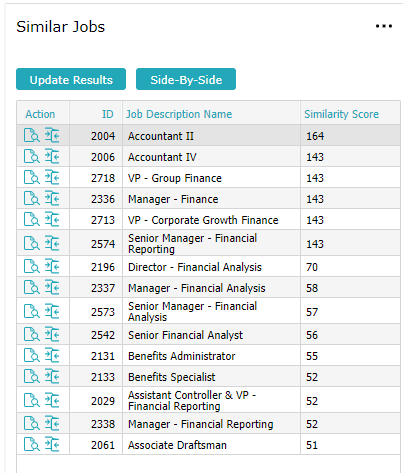 Similar Jobs
Update Results Side-By-Side
Action ID Job Description Name Similarity Score
2004 Accountant II 164
2006 Accountant IV 143
2718 VP - Group Finance 143
2336 Manager - Finance 143
2713 VP - Corporate Growth Finance 143
2574 Senior Manager - Financial
Reporting 143
2196 Director - Financial Analysis 70
2337 Manager - Financial Analysis 58
2573 Senior Manager - Financial
Analysis 57
2542 Senior Financial Analyst 56
2131 Benefits Administrator 55
2133 Benefits Specialist 52
2029 Assistant Controller & VP -
Financial Reporting 52
2338 Manager - Financial Reporting 52
2061 Associate Draftsman 51